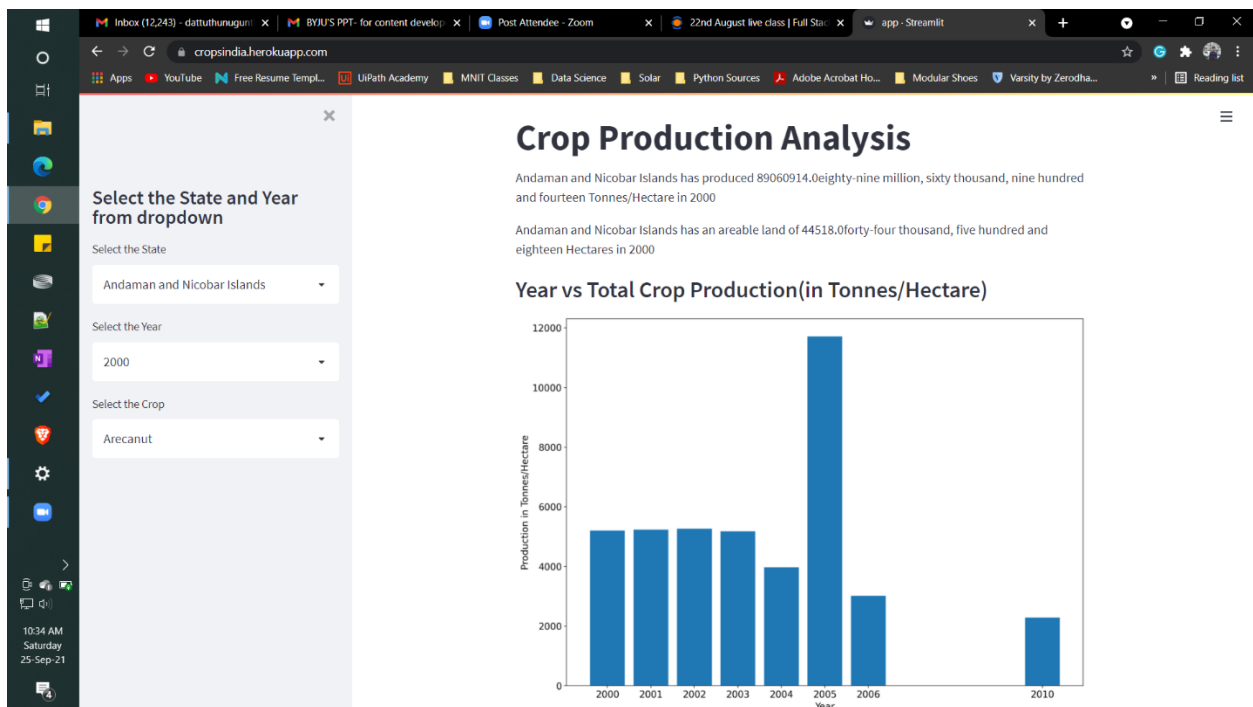 Inbox (12,243) - dattuthunugunt
BYJU'S PPT- for content develop
Post Attendee - Zoom
22nd August live class | Full Stac
app · Streamlit
cropsindia.herokuapp.com
Apps
YouTube
Free Resume Templ...
UiPath Academy
MNIT Classes
Data Science
Solar
Python Sources
Adobe Acrobat Ho...
Modular Shoes
Varsity by Zerodha...
»
Reading list
Select the State and Year
from dropdown
Select the State
Andaman and Nicobar Islands
Select the Year
2000
Select the Crop
Arecanut
Crop Production Analysis
Andaman and Nicobar Islands has produced 89060914.0eighty-nine million, sixty thousand, nine hundred
and fourteen Tonnes/Hectare in 2000
Andaman and Nicobar Islands has an areable land of 44518.0forty-four thousand, five hundred and
eighteen Hectares in 2000
Year vs Total Crop Production(in Tonnes/Hectare)
12000
10000
8000
6000
4000
2000
0
Production in Tonnes/Hectare
2000 2001 2002 2003 2004 2005 2006 2010
Year
10:34 AM
Saturday
25-Sep-21
4